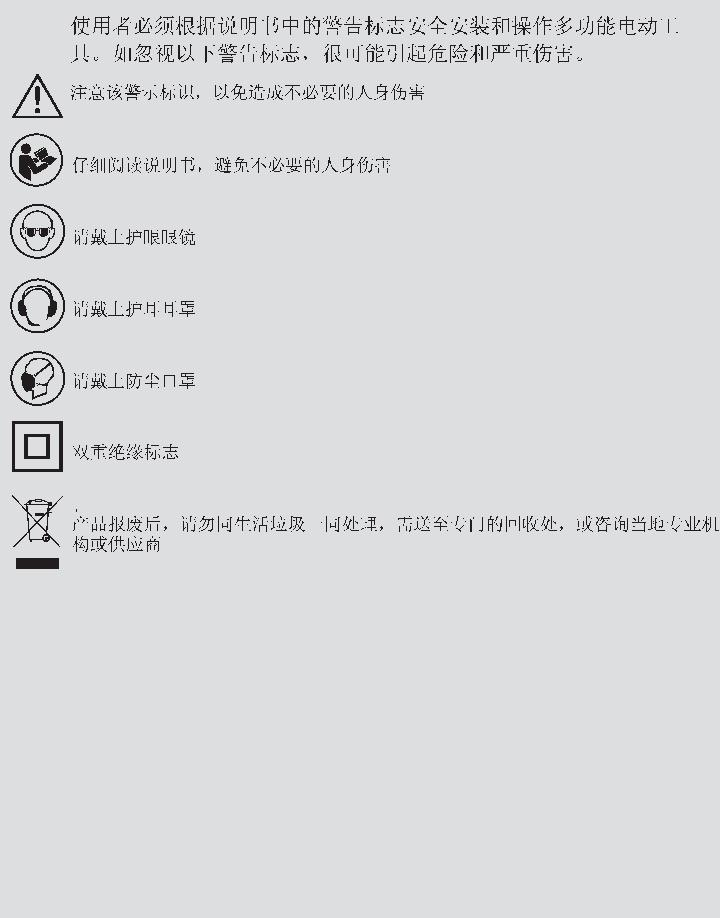 使用者必须根据说明书中的警告标志安全安装和操作多功能电动工
具。如忽视以下警告标志，很可能引起危险和严重伤害。
注意该警示标识，以免造成不必要的人身伤害
仔细阅读说明书，避免不必要的人身伤害
请戴上护眼眼镜
请戴上护耳耳罩
请戴上防尘口罩
双重绝缘标志
产品报废后，请勿同生活垃圾一同处理，需送至专门的回收处，或咨询当地专业机
构或供应商